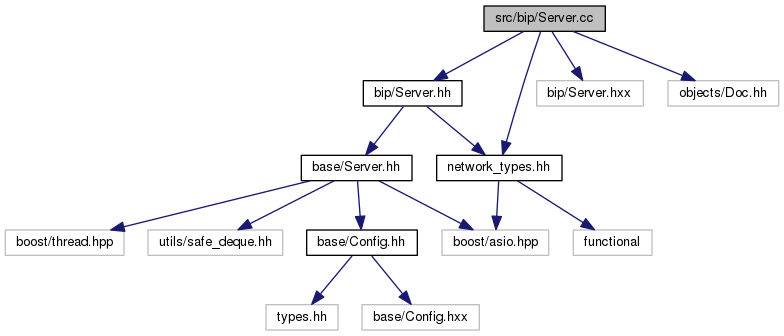 src/bip/Server.cc
bip/Server.hh
bip/Server.hxx
objects/Doc.hh
base/Server.hh
network_types.hh
boost/thread.hpp
utils/safe_deque.hh
base/Config.hh
boost/asio.hpp
functional
types.hh
base/Config.hxx